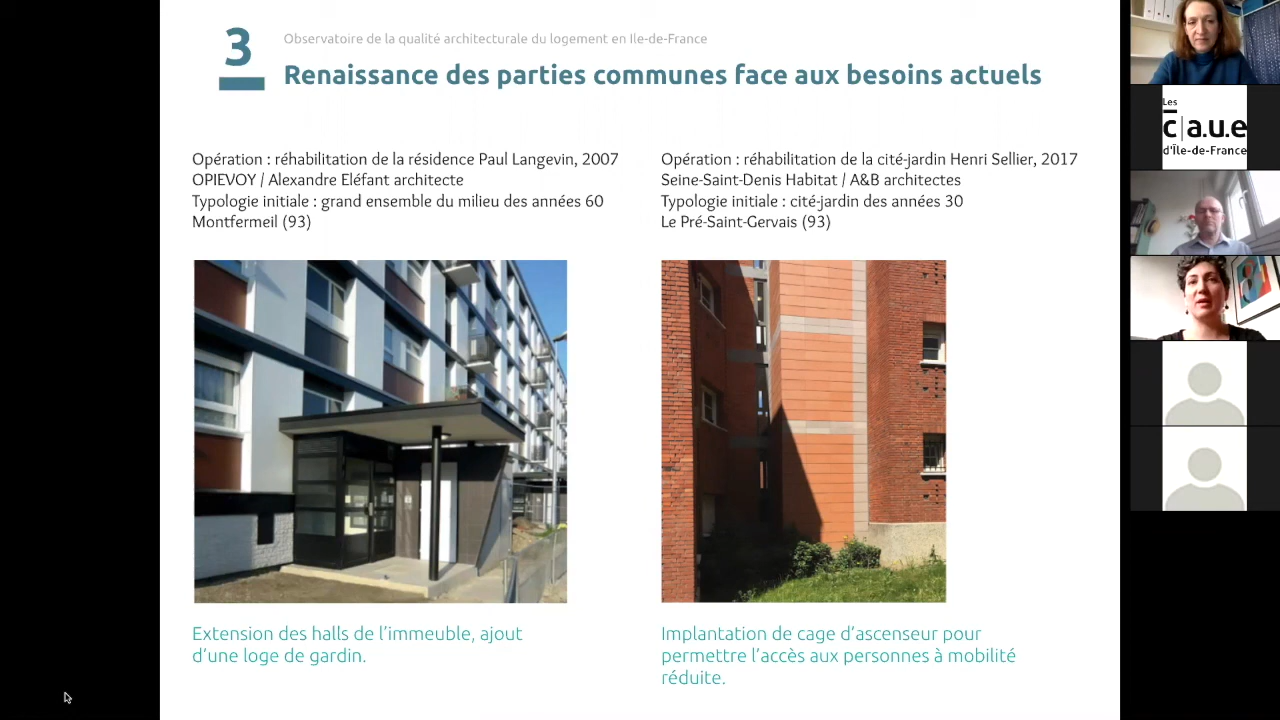 3
Observatoire de la qualité architecturale du logement en Ile-de-France
Renaissance des parties communes face aux besoins actuels
Opération : réhabilitation de la résidence Paul Langevin, 2007
OPIEVOY / Alexandre Eléfant architecte
Typologie initiale : grand ensemble du milieu des années 60
Montfermeil (93)
Opération : réhabilitation de la cité-jardin Henri Sellier, 2017
Seine-Saint-Denis Habitat / A&B architectes
Typologie initiale : cité-jardin des années 30
Le Pré-Saint-Gervais (93)
Extension des halls de l'immeuble, ajout
d'une loge de gardin.
Implantation de cage d'ascenseur pour
permettre l'accès aux personnes à mobilité
réduite.
Les
c|a.u.e
d'Île-de-France